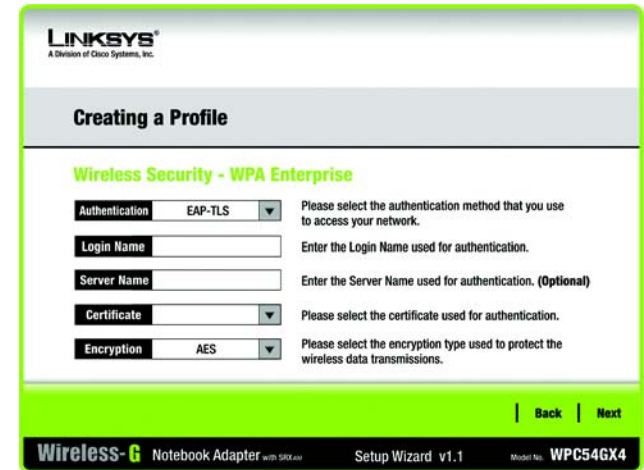 LINKSYS®
A Division of Cisco Systems, Inc.
Creating a Profile
Wireless Security - WPA Enterprise
Authentication EAP-TLS Please select the authentication method that you use
to access your network.
Login Name Enter the Login Name used for authentication.
Server Name Enter the Server Name used for authentication. (Optional)
Certificate Please select the certificate used for authentication.
Encryption AES Please select the encryption type used to protect the
wireless data transmissions.
Back Next
Wireless-G Notebook Adapter with SRX400 Setup Wizard v1.1 Model No. WPC54GX4